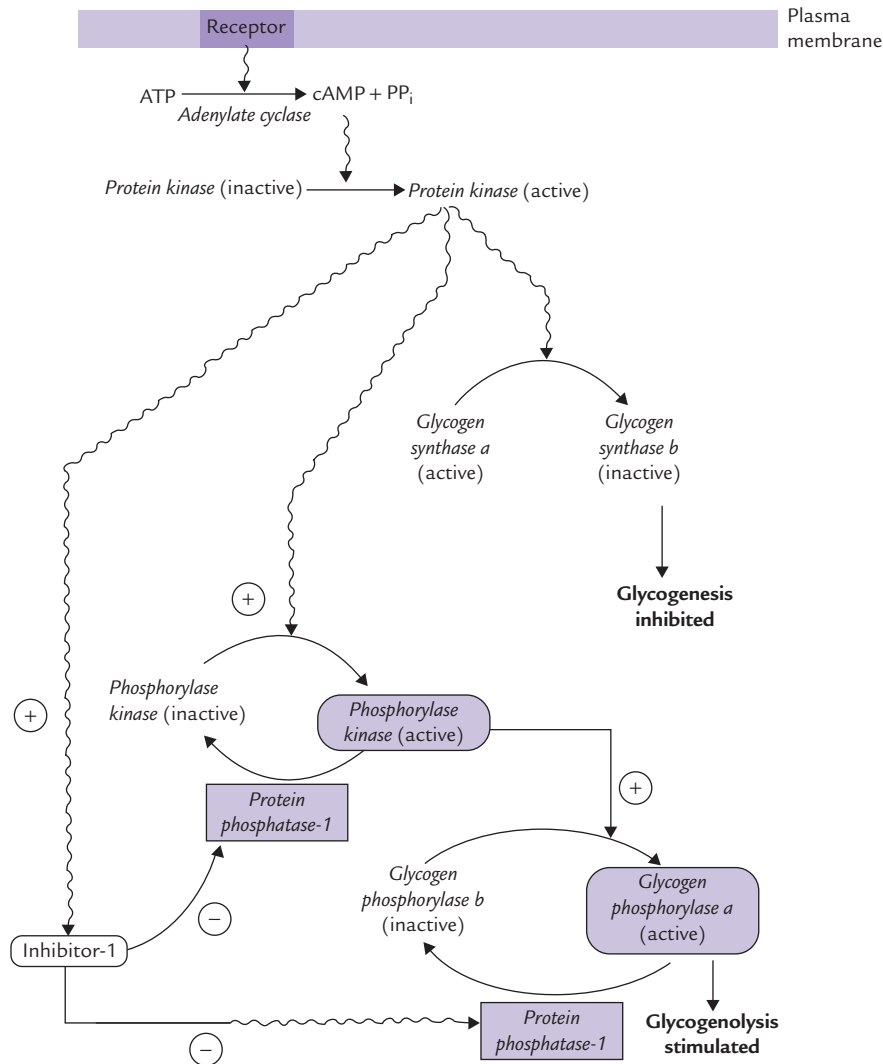 Receptor
Plasma
membrane
ATP
cAMP + PPi
Adenylate cyclase
Protein kinase (inactive)
Protein kinase (active)
Glycogen
synthase a
(active)
Glycogen
synthase b
(inactive)
Glycogenesis
inhibited
+
+
Phosphorylase
kinase (inactive)
Phosphorylase
kinase (active)
+
Protein
phosphatase-1
Glycogen
phosphorylase b
(inactive)
Glycogen
phosphorylase a
(active)
−
Inhibitor-1
−
Protein
phosphatase-1
Glycogenolysis
stimulated